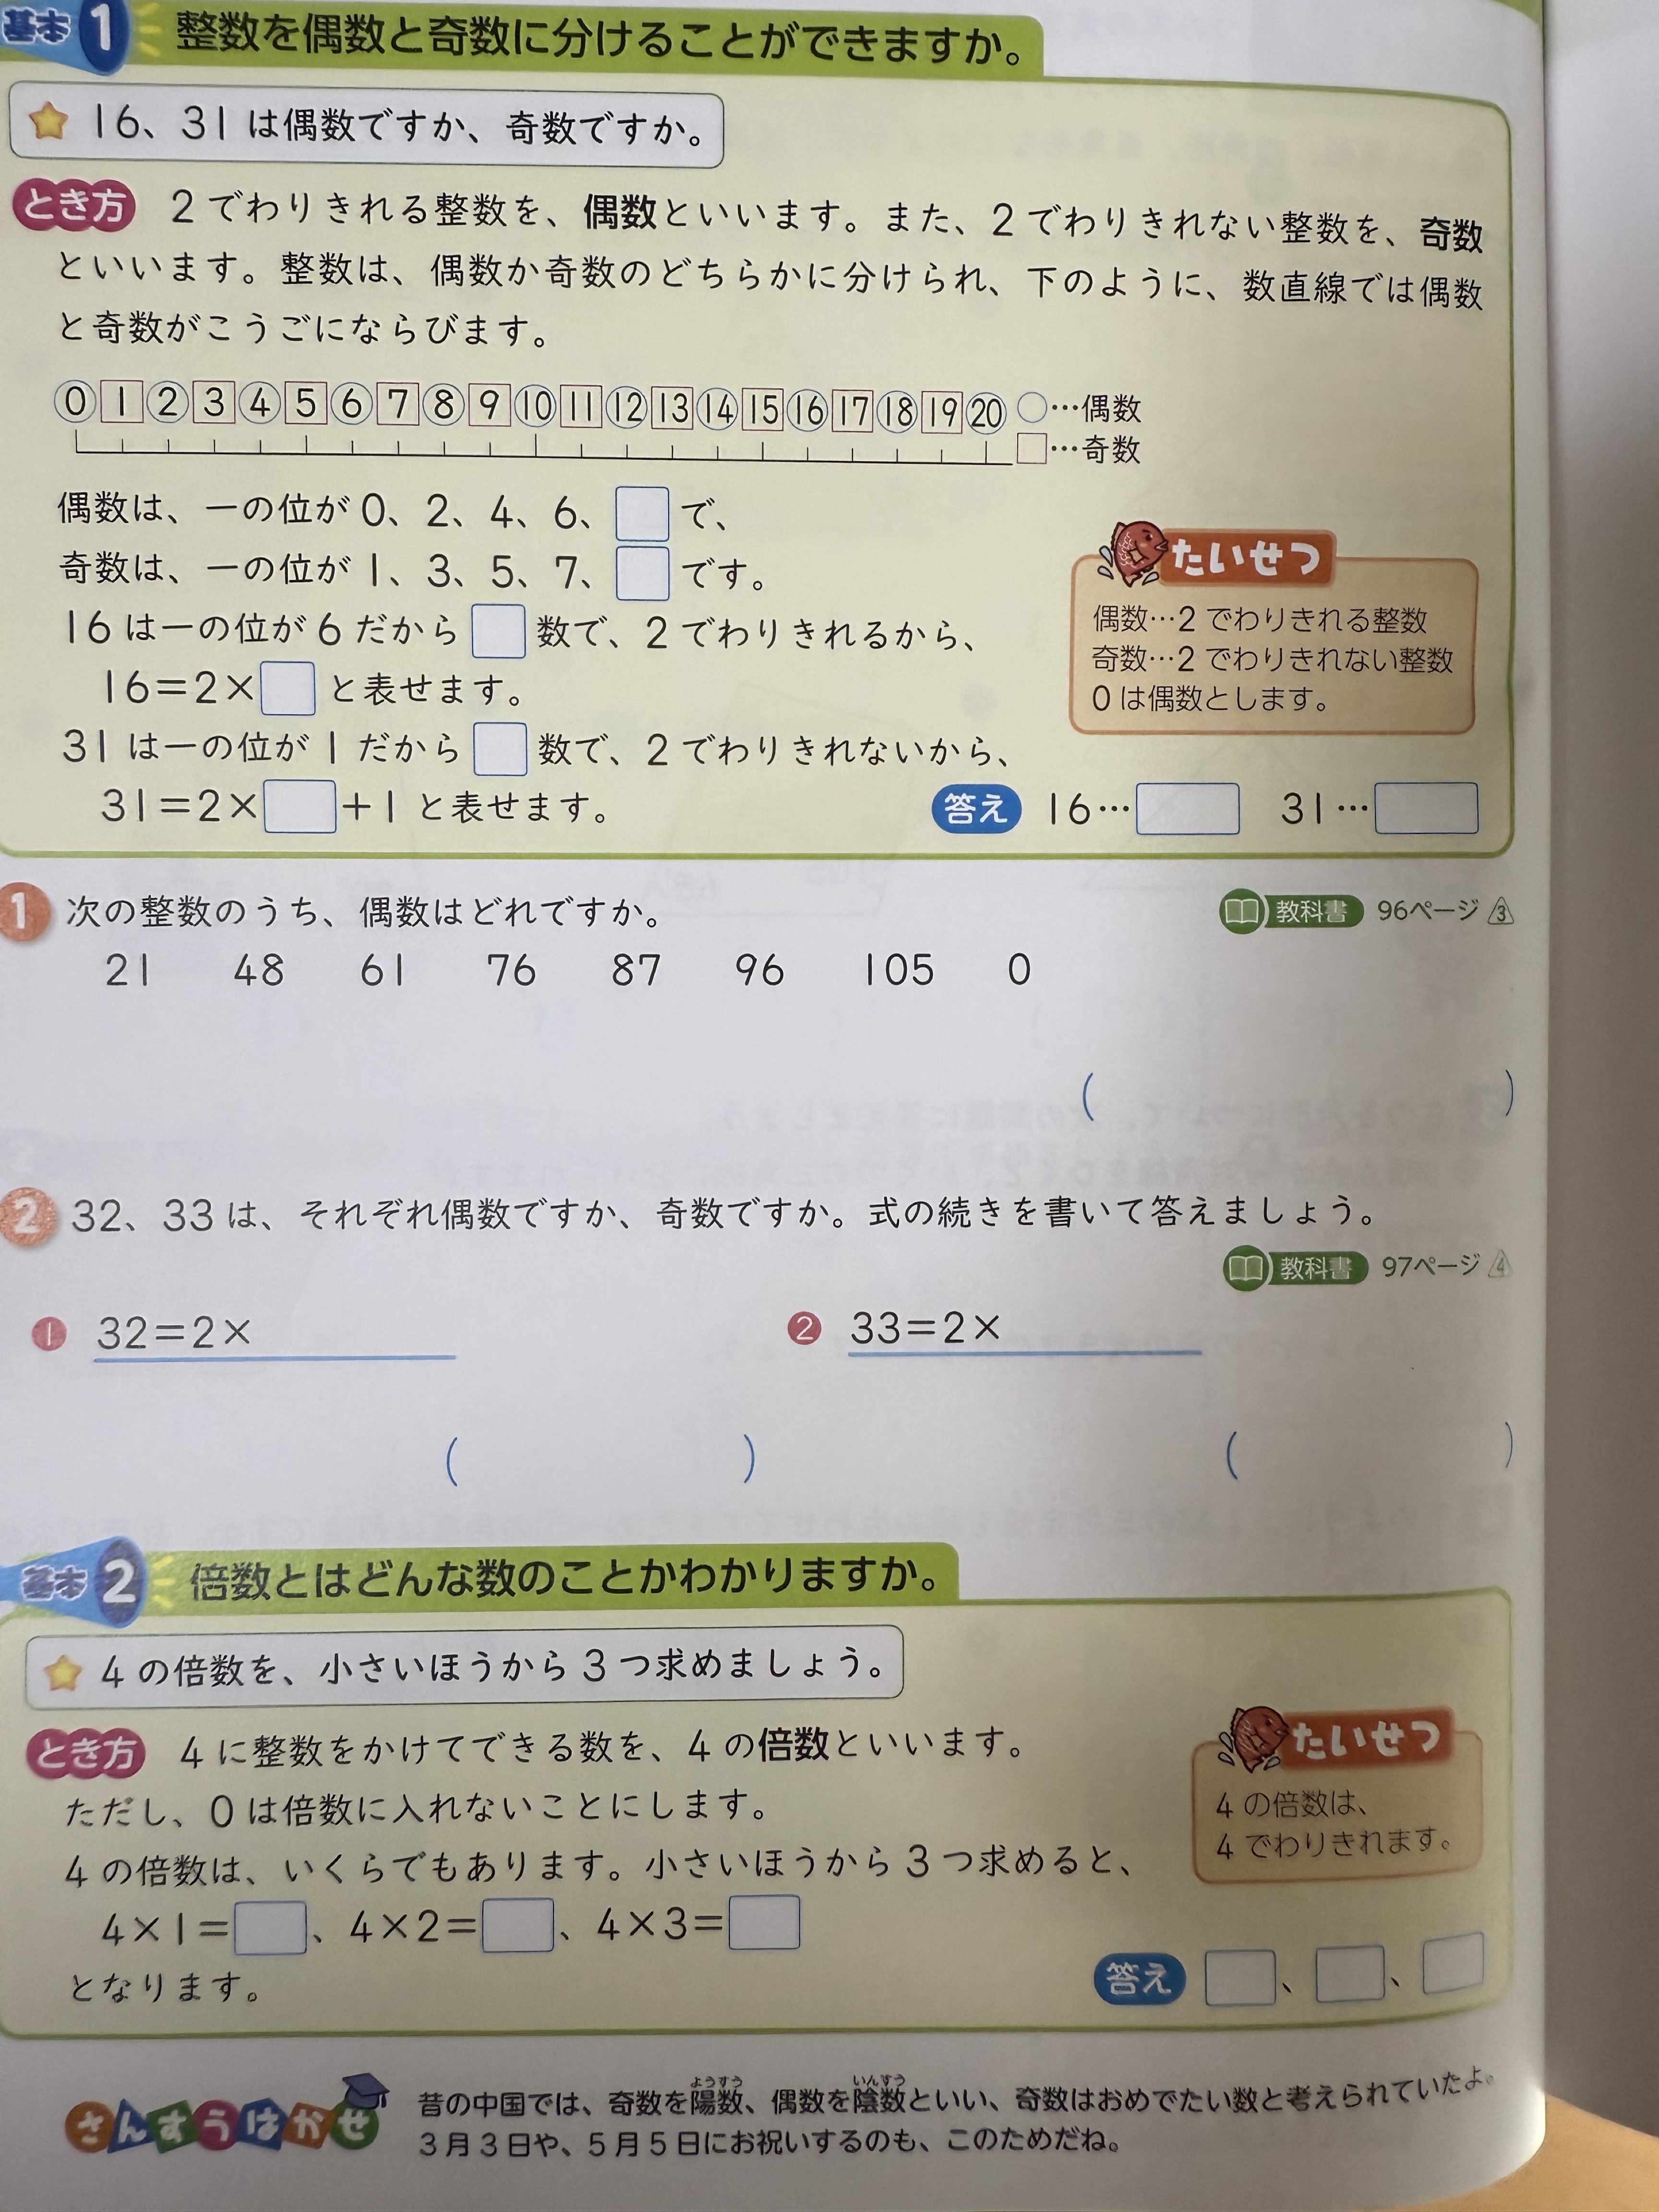 基本1 整数を偶数と奇数に分けることができますか。
16、31は偶数ですか、奇数ですか。
とき方 2でわりきれる整数を、偶数といいます。また、2でわりきれない整数を、奇数
といいます。整数は、偶数か奇数のどちらかに分けられ、下のように、数直線では偶数
と奇数がこうごにならびます。
0 1 2 3 4 5 6 7 8 9 10 11 12 13 14 15 16 17 18 19 20 ○…偶数
□…奇数
偶数は、一の位が0、2、4、6、□で、
奇数は、一の位が1、3、5、7、□です。
16は一の位が6だから□数で、2でわりきれるから、
16=2×□と表せます。
31は一の位が1だから□数で、2でわりきれないから、
31=2×□+1と表せます。
たいせつ
偶数…2でわりきれる整数
奇数…2でわりきれない整数
0は偶数とします。
答え 16…□ 31…□
1 次の整数のうち、偶数はどれですか。
教科書 96ページ3
21 48 61 76 87 96 105 0
( )
2 32、33は、それぞれ偶数ですか、奇数ですか。式の続きを書いて答えましょう。
教科書 97ページ4
1 32=2×
2 33=2×
( ) ( )
基本2 倍数とはどんな数のことかわかりますか。
4の倍数を、小さいほうから3つ求めましょう。
とき方 4に整数をかけてできる数を、4の倍数といいます。
ただし、0は倍数に入れないことにします。
4の倍数は、いくらでもあります。小さいほうから3つ求めると、
4×1=□、4×2=□、4×3=□
となります。
たいせつ
4の倍数は、
4でわりきれます。
答え □、□、□
さんすうはかせ
昔の中国では、奇数を陽数、偶数を陰数といい、奇数はおめでたい数と考えられていたよ。
ようすう いんすう
3月3日や、5月5日にお祝いするのも、このためだね。